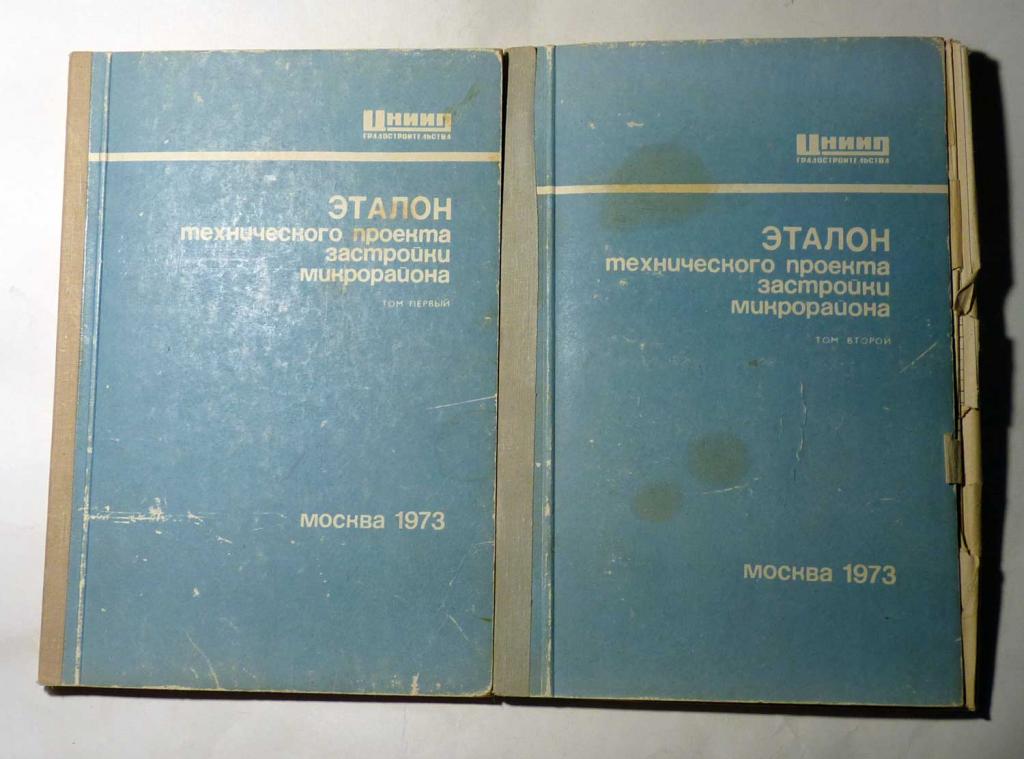 ЦНИИП
ГРАДОСТРОИТЕЛЬСТВА
ЭТАЛОН
технического проекта
застройки
микрорайона
ТОМ ПЕРВЫЙ
москва 1973
ЦНИИП
ГРАДОСТРОИТЕЛЬСТВА
ЭТАЛОН
технического проекта
застройки
микрорайона
ТОМ ВТОРОЙ
москва 1973